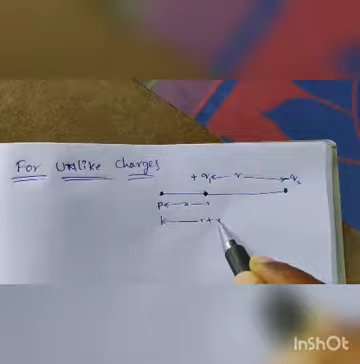 For Unlike Charges
+q₁ ← r → -q₂
P ← x →
r + x
InShOt